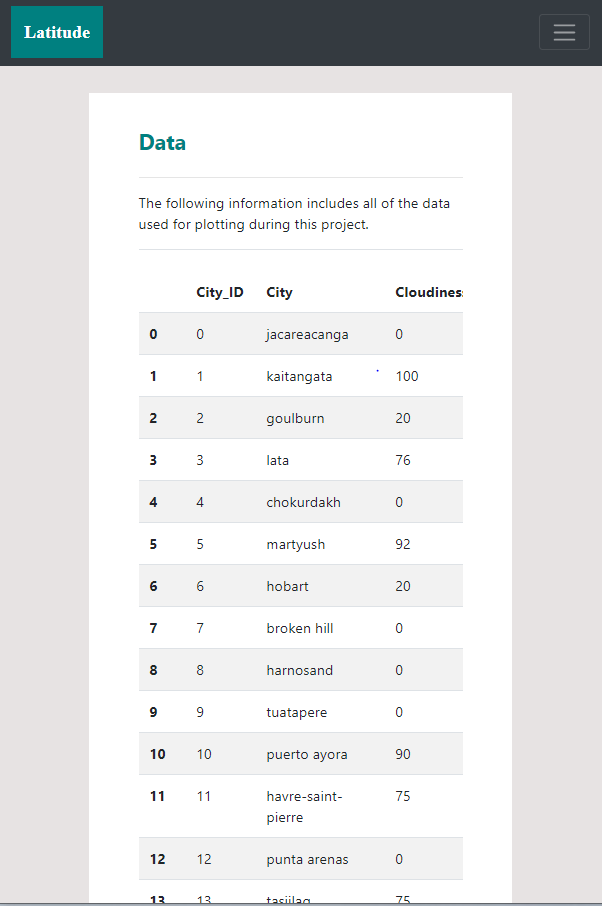 Latitude
Data
The following information includes all of the data
used for plotting during this project.
City_ID City Cloudines
0 0 jacareacanga 0
1 1 kaitangata 100
2 2 goulburn 20
3 3 lata 76
4 4 chokurdakh 0
5 5 martyush 92
6 6 hobart 20
7 7 broken hill 0
8 8 harnosand 0
9 9 tuatapere 0
10 10 puerto ayora 90
11 11 havre-saint- 75
pierre
12 12 punta arenas 0
13 13 tasiilaq 75